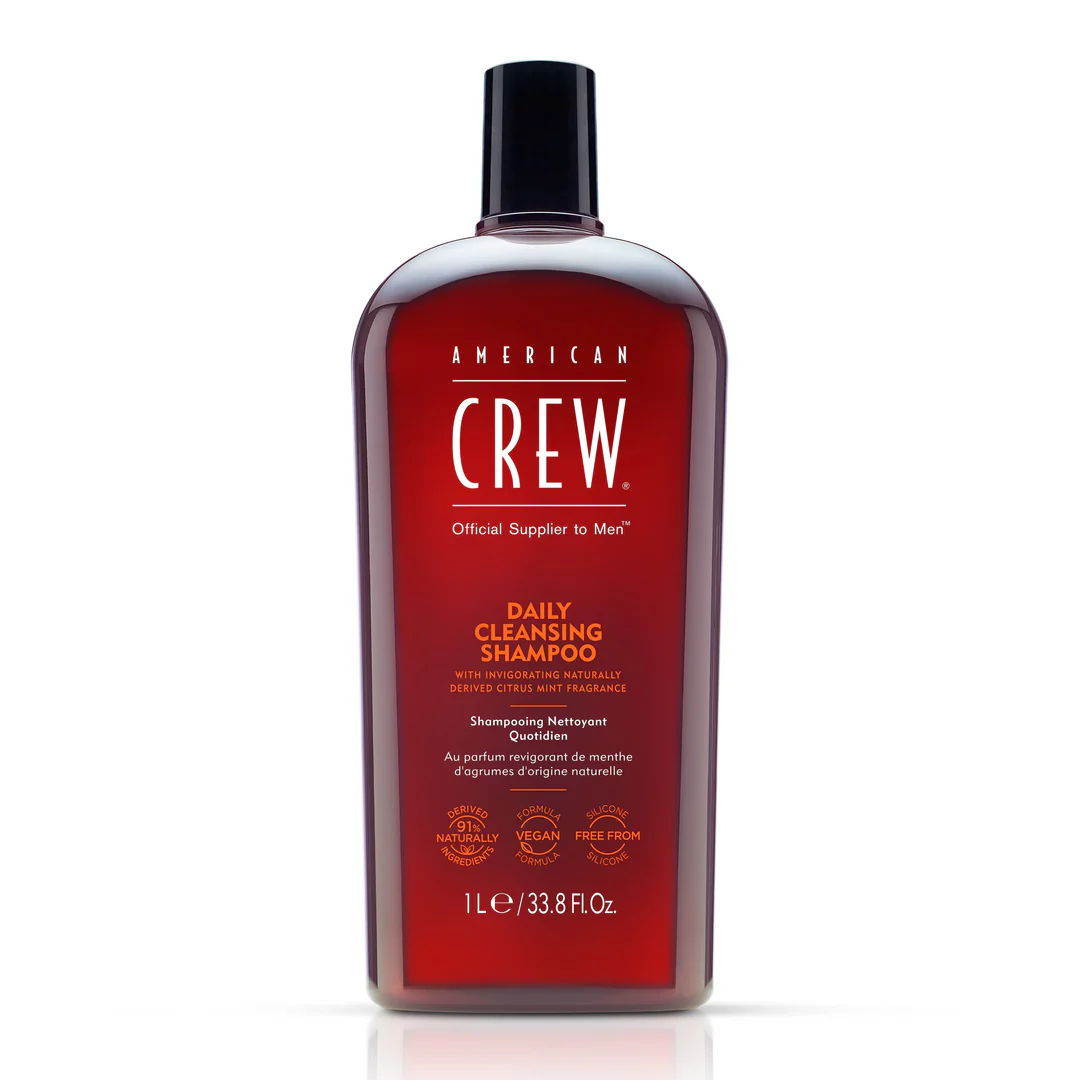 AMERICAN
CREW®
Official Supplier to Men™
DAILY
CLEANSING
SHAMPOO
WITH INVIGORATING NATURALLY
DERIVED CITRUS MINT FRAGRANCE
Shampooing Nettoyant
Quotidien
Au parfum revigorant de menthe
d'agrumes d'origine naturelle
DERIVED
91%
NATURALLY
INGREDIENTS
FORMULA
VEGAN
FORMULA
SILICONE
FREE FROM
SILICONE
1 L ℮ / 33.8 Fl.Oz.